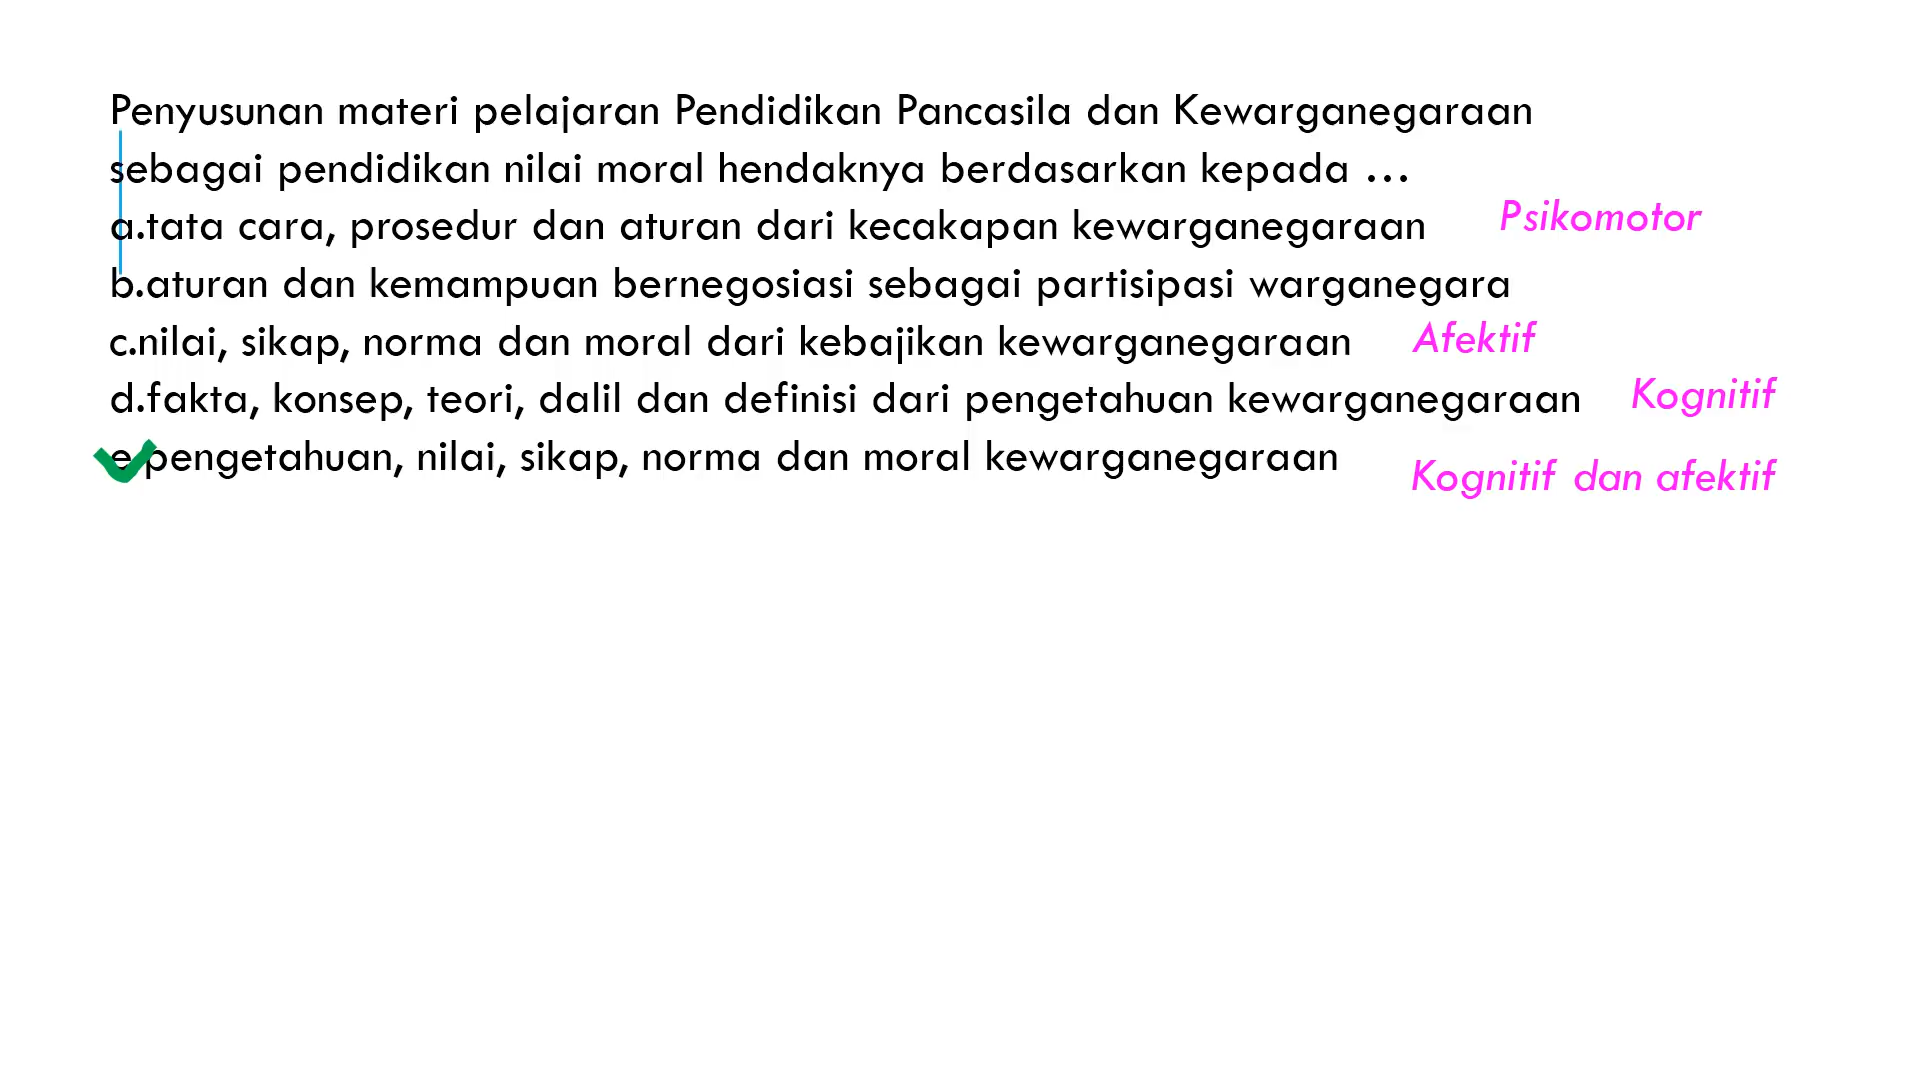 Penyusunan materi pelajaran Pendidikan Pancasila dan Kewarganegaraan
sebagai pendidikan nilai moral hendaknya berdasarkan kepada …
a.tata cara, prosedur dan aturan dari kecakapan kewarganegaraan
Psikomotor
b.aturan dan kemampuan bernegosiasi sebagai partisipasi warganegara
c.nilai, sikap, norma dan moral dari kebajikan kewarganegaraan
Afektif
d.fakta, konsep, teori, dalil dan definisi dari pengetahuan kewarganegaraan
Kognitif
e.pengetahuan, nilai, sikap, norma dan moral kewarganegaraan
Kognitif dan afektif